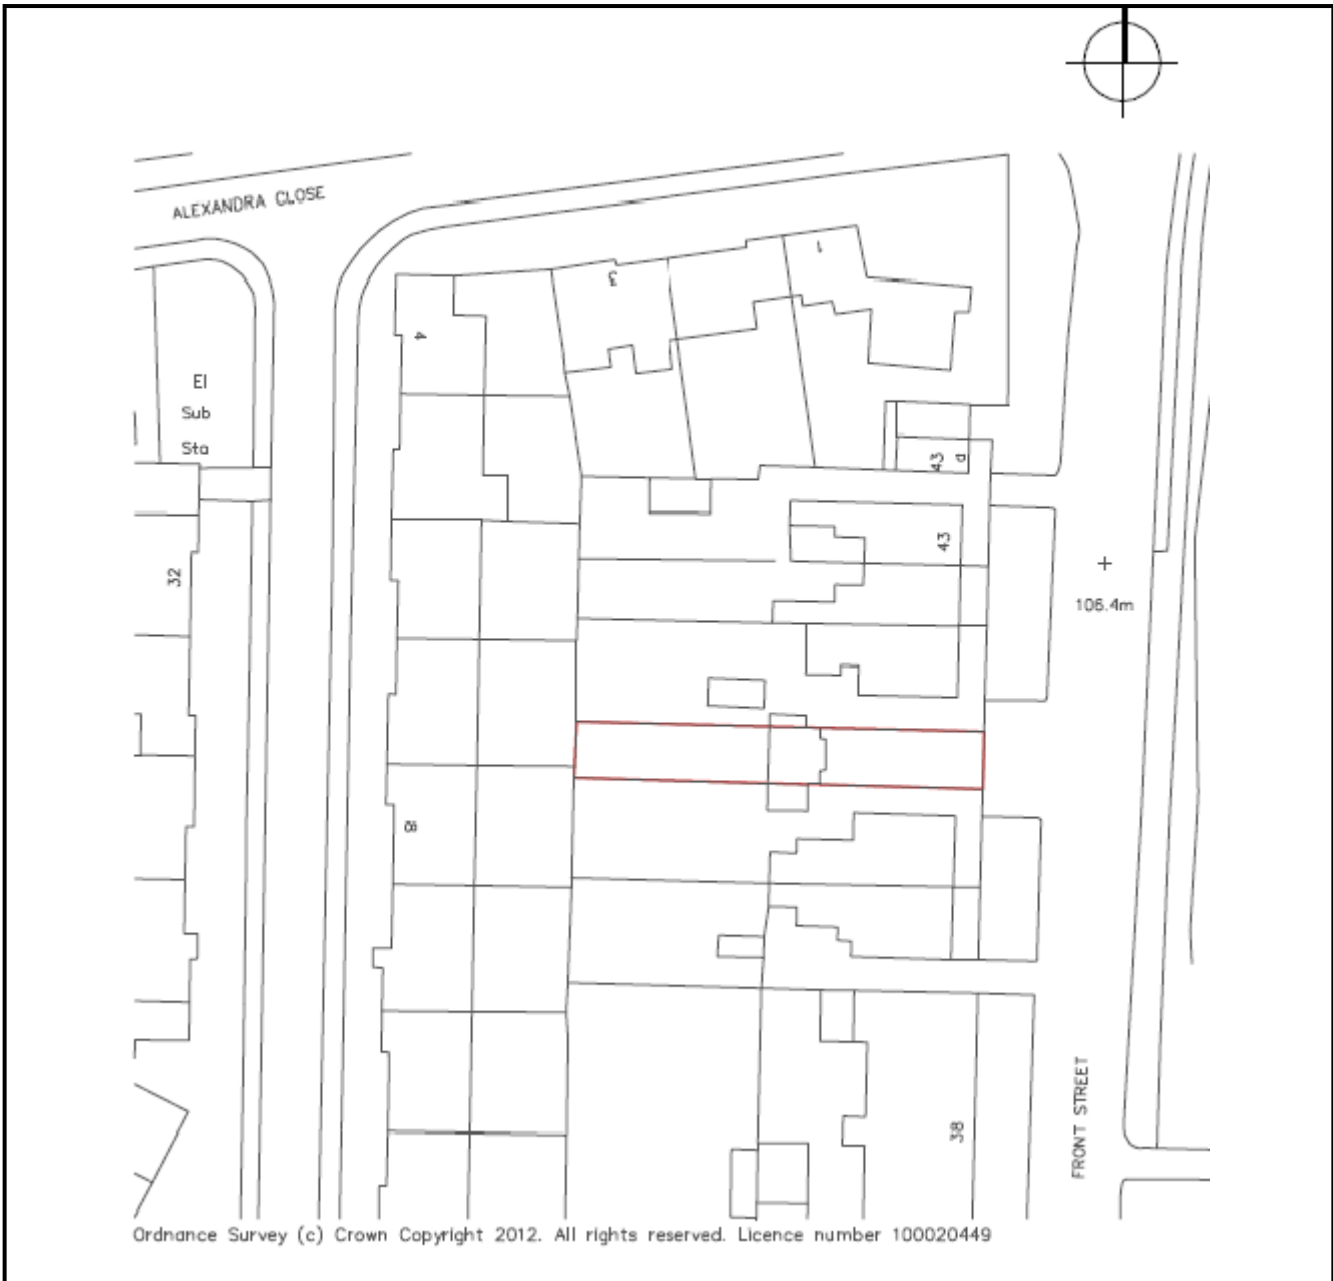 ALEXANDRA CLOSE
1
3
4
El
Sub
Sta
43
a
43
32
106.4m
8
38
FRONT STREET
Ordnance Survey (c) Crown Copyright 2012. All rights reserved. Licence number 100020449